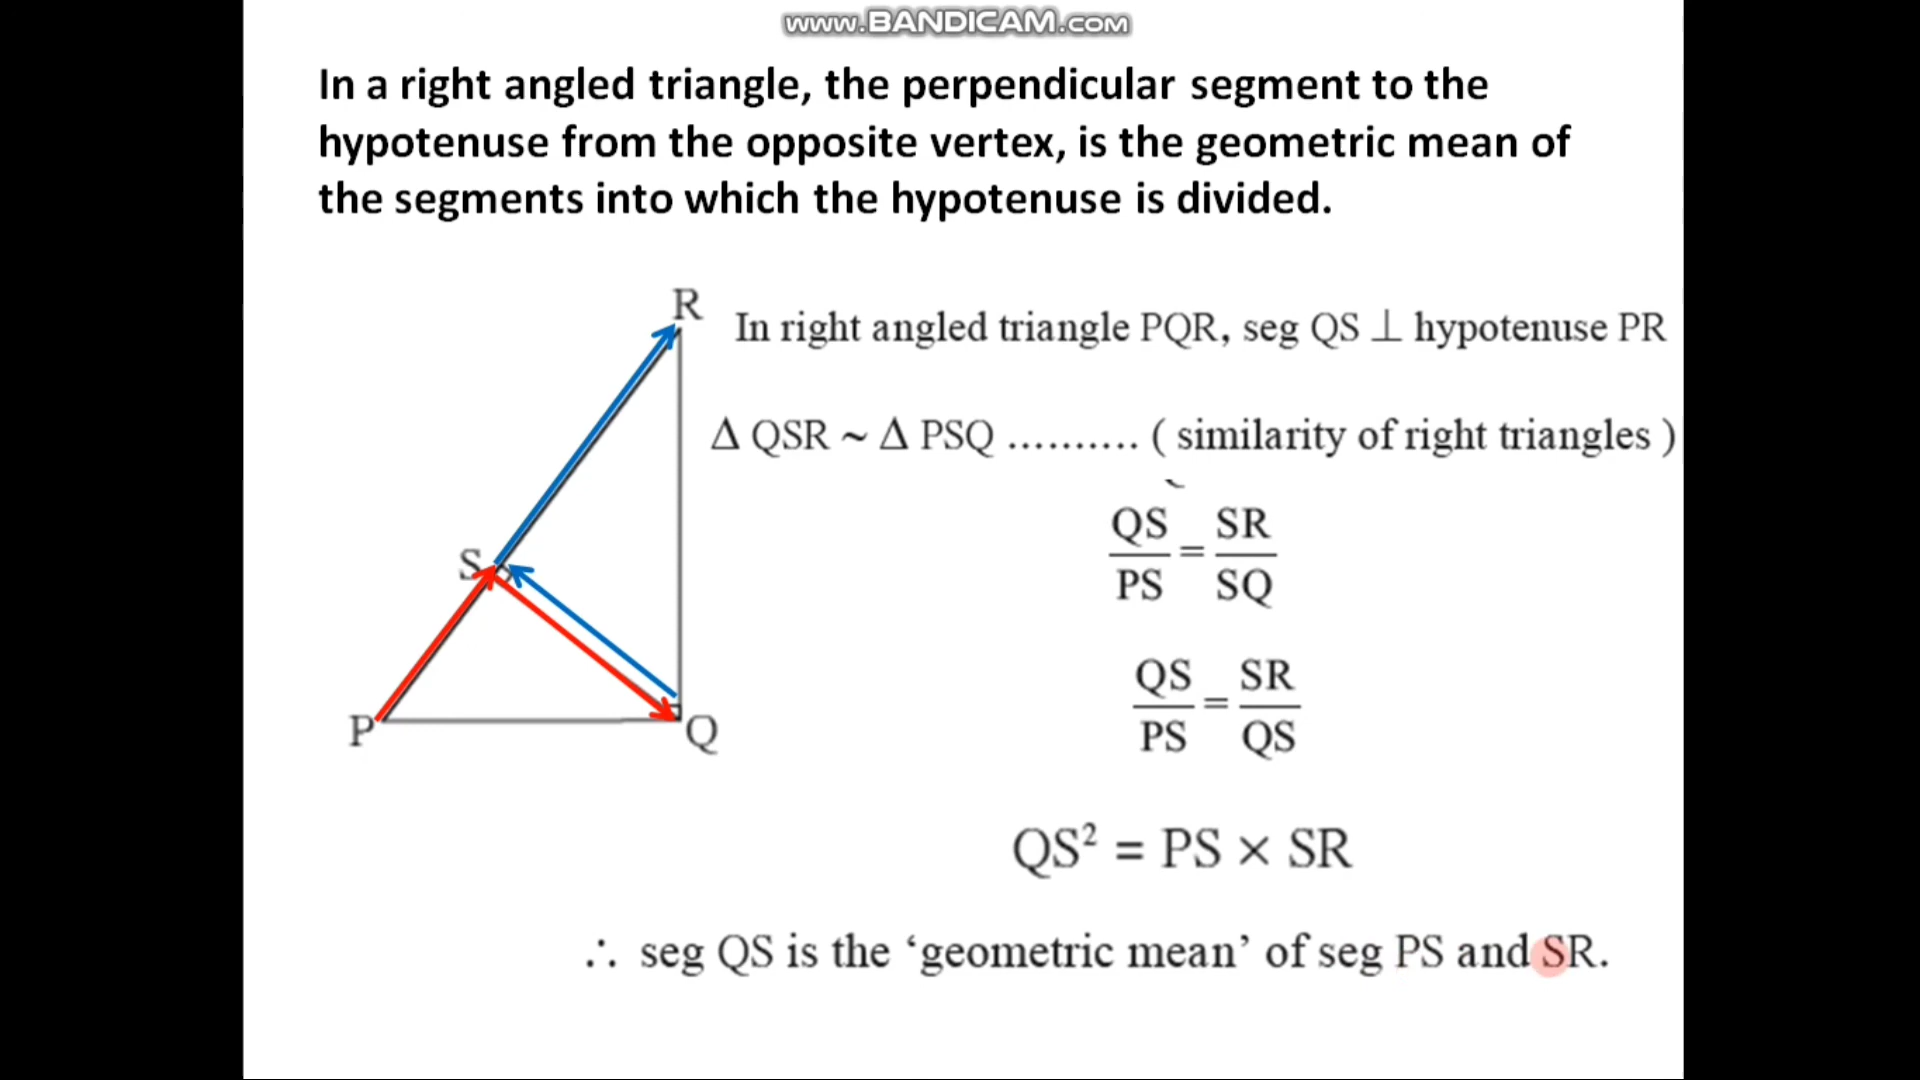 www.BANDICAM.com
In a right angled triangle, the perpendicular segment to the
hypotenuse from the opposite vertex, is the geometric mean of
the segments into which the hypotenuse is divided.
R
In right angled triangle PQR, seg QS ⊥ hypotenuse PR
Δ QSR ~ Δ PSQ .......... ( similarity of right triangles )
QS/PS = SR/SQ
S
QS/PS = SR/QS
P
Q
QS² = PS × SR
∴ seg QS is the ‘geometric mean’ of seg PS and SR.